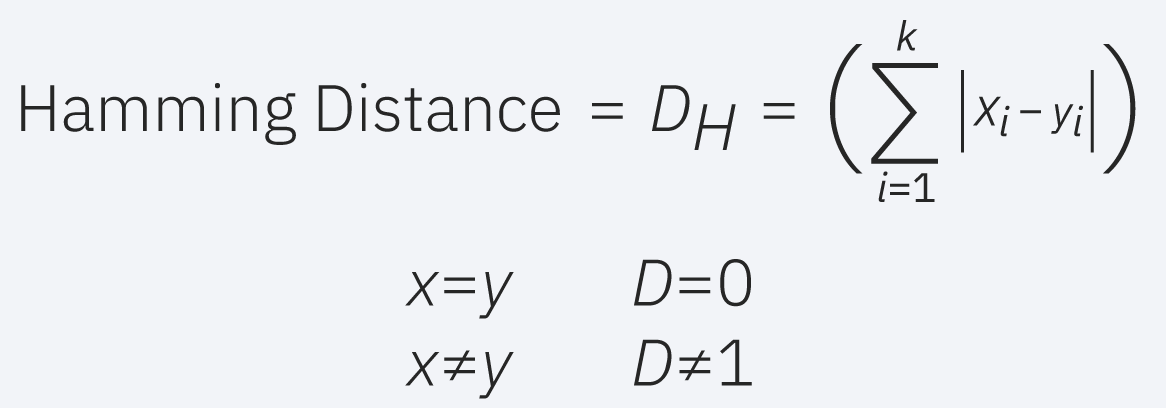 Hamming Distance = D_H = ( ∑_{i=1}^{k} |x_i - y_i| )
x=y D=0
x≠y D≠1